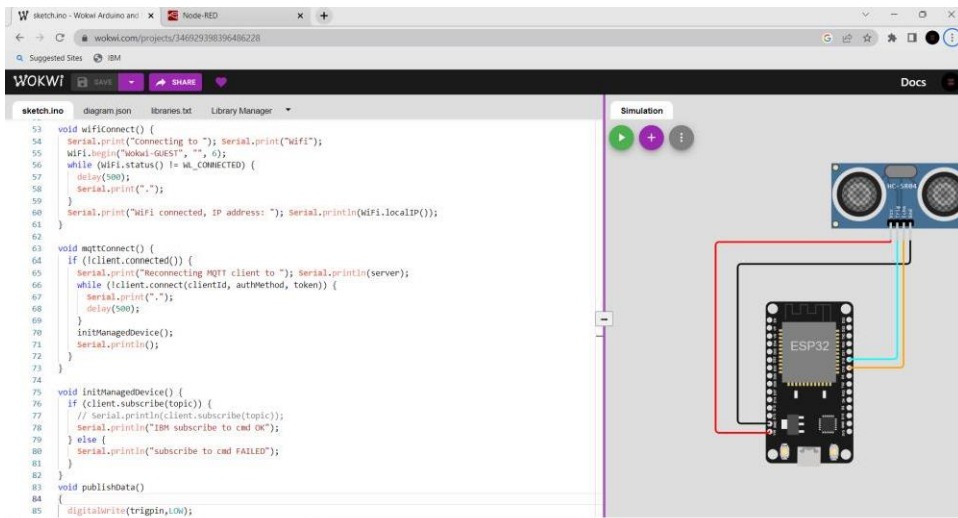 sketch.ino - Wokwi Arduino and
Node-RED
wokwi.com/projects/346929398396486228
Suggested Sites
IBM
WOKWi
SAVE
SHARE
Docs
sketch.ino
diagram.json
libraries.txt
Library Manager
Simulation
53 void wifiConnect() {
54 Serial.print("Connecting to "); Serial.print("Wifi");
55 WiFi.begin("Wokwi-GUEST", "", 6);
56 while (WiFi.status() != WL_CONNECTED) {
57 delay(500);
58 Serial.print(".");
59 }
60 Serial.print("WiFi connected, IP address: "); Serial.println(WiFi.localIP());
61 }
62
63 void mqttConnect() {
64 if (!client.connected()) {
65 Serial.print("Reconnecting MQTT client to "); Serial.println(server);
66 while (!client.connect(clientId, authMethod, token)) {
67 Serial.print(".");
68 delay(500);
69 }
70 initManagedDevice();
71 Serial.println();
72 }
73 }
74
75 void initManagedDevice() {
76 if (client.subscribe(topic)) {
77 // Serial.println(client.subscribe(topic));
78 Serial.println("IBM subscribe to cmd OK");
79 } else {
80 Serial.println("subscribe to cmd FAILED");
81 }
82 }
83 void publishData()
84 {
85 digitalWrite(trigpin,LOW);
HC-SR04
ESP32